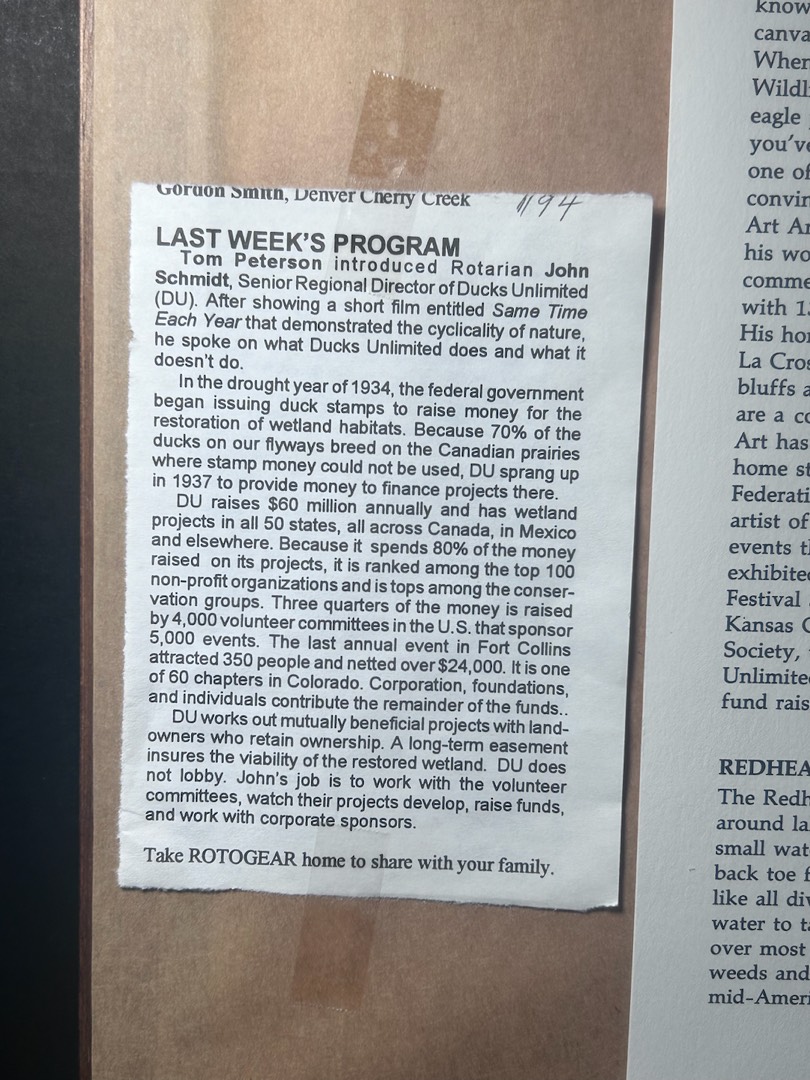 Gordon Smith, Denver Cherry Creek
11/94
LAST WEEK'S PROGRAM
Tom Peterson introduced Rotarian John
Schmidt, Senior Regional Director of Ducks Unlimited
(DU). After showing a short film entitled Same Time
Each Year that demonstrated the cyclicality of nature,
he spoke on what Ducks Unlimited does and what it
doesn't do.
In the drought year of 1934, the federal government
began issuing duck stamps to raise money for the
restoration of wetland habitats. Because 70% of the
ducks on our flyways breed on the Canadian prairies
where stamp money could not be used, DU sprang up
in 1937 to provide money to finance projects there.
DU raises $60 million annually and has wetland
projects in all 50 states, all across Canada, in Mexico
and elsewhere. Because it spends 80% of the money
raised on its projects, it is ranked among the top 100
non-profit organizations and is tops among the conser-
vation groups. Three quarters of the money is raised
by 4,000 volunteer committees in the U.S. that sponsor
5,000 events. The last annual event in Fort Collins
attracted 350 people and netted over $24,000. It is one
of 60 chapters in Colorado. Corporation, foundations,
and individuals contribute the remainder of the funds..
DU works out mutually beneficial projects with land-
owners who retain ownership. A long-term easement
insures the viability of the restored wetland. DU does
not lobby. John's job is to work with the volunteer
committees, watch their projects develop, raise funds,
and work with corporate sponsors.
Take ROTOGEAR home to share with your family.
know
canva
Wher
Wildl
eagle
you've
one of
convin
Art Ar
his wo
comme
with 1
His ho
La Cros
bluffs a
are a co
Art has
home st
Federati
artist of
events t
exhibite
Festival
Kansas C
Society,
Unlimite
fund rais
REDHEA
The Redh
around la
small wat
back toe f
like all div
water to ta
over most
weeds and
mid-Ameri